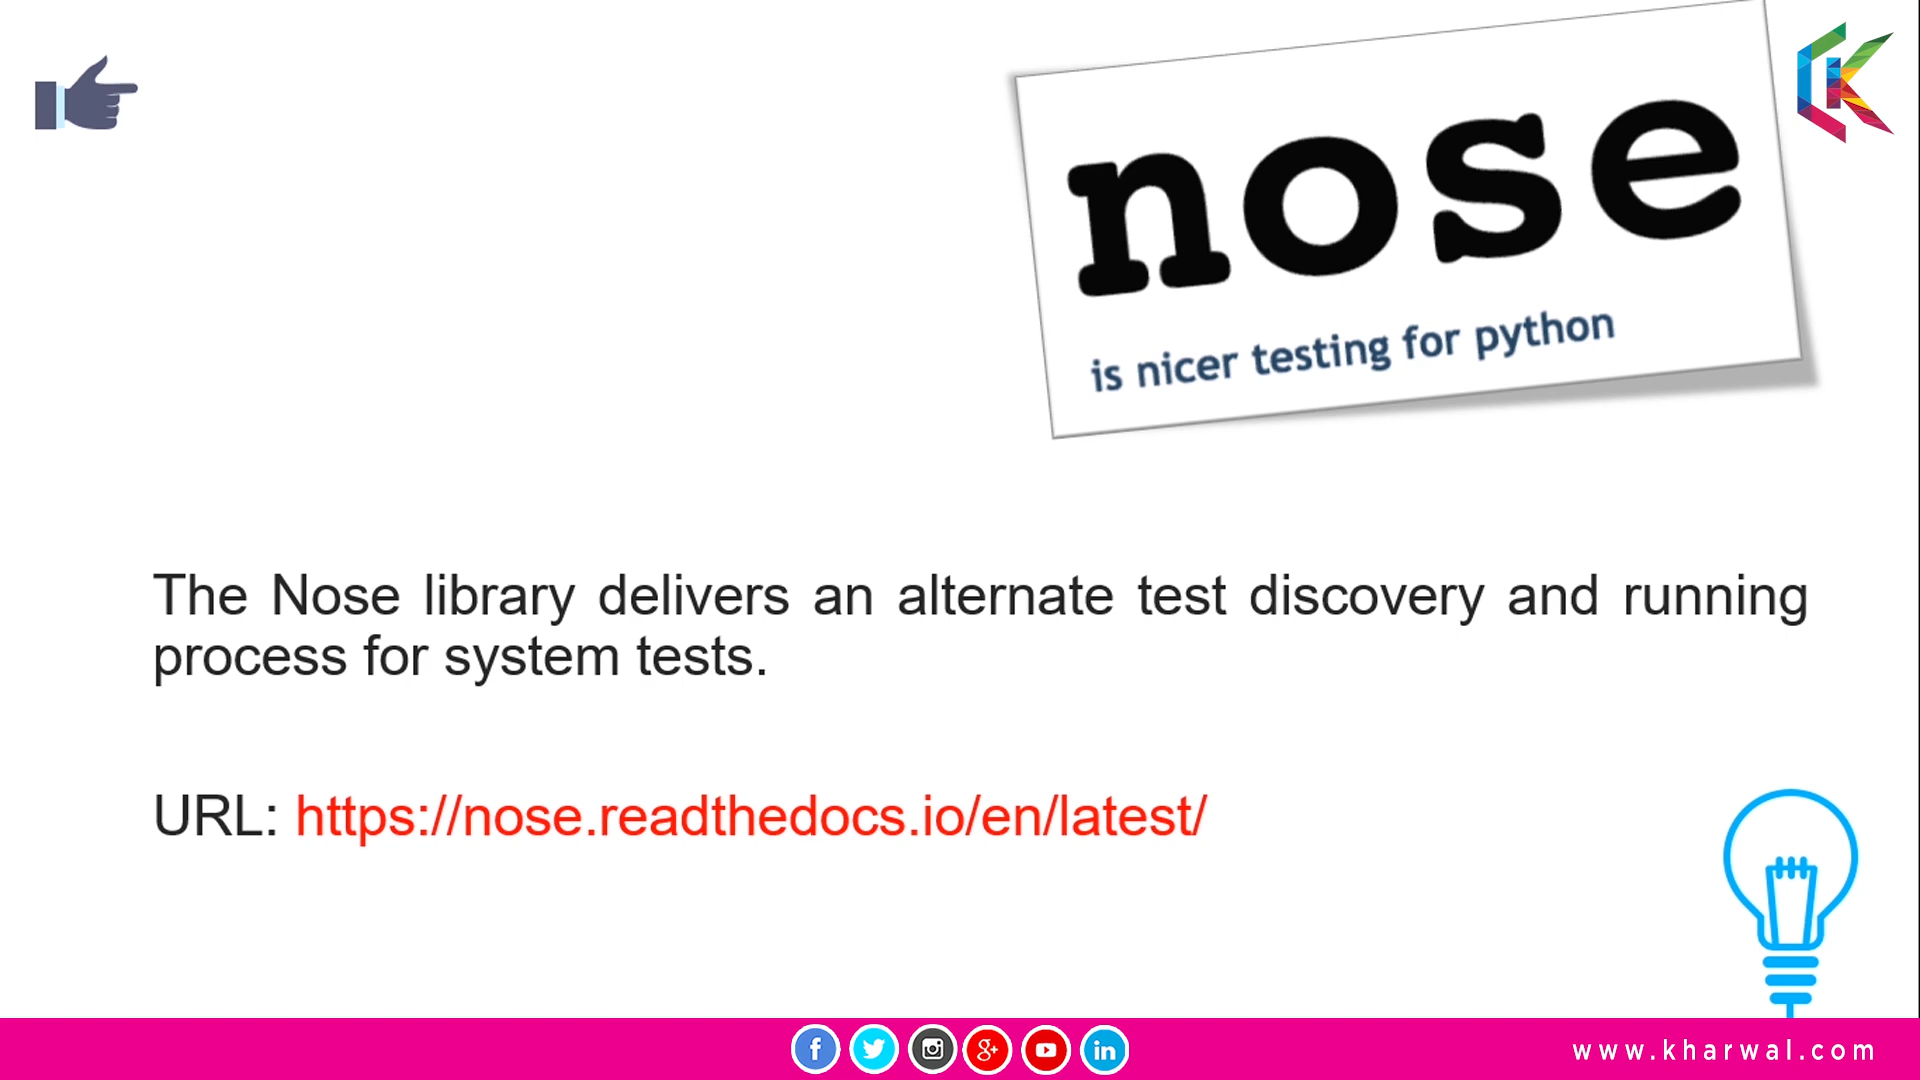 nose
is nicer testing for python
The Nose library delivers an alternate test discovery and running
process for system tests.
URL: https://nose.readthedocs.io/en/latest/
www.kharwal.com